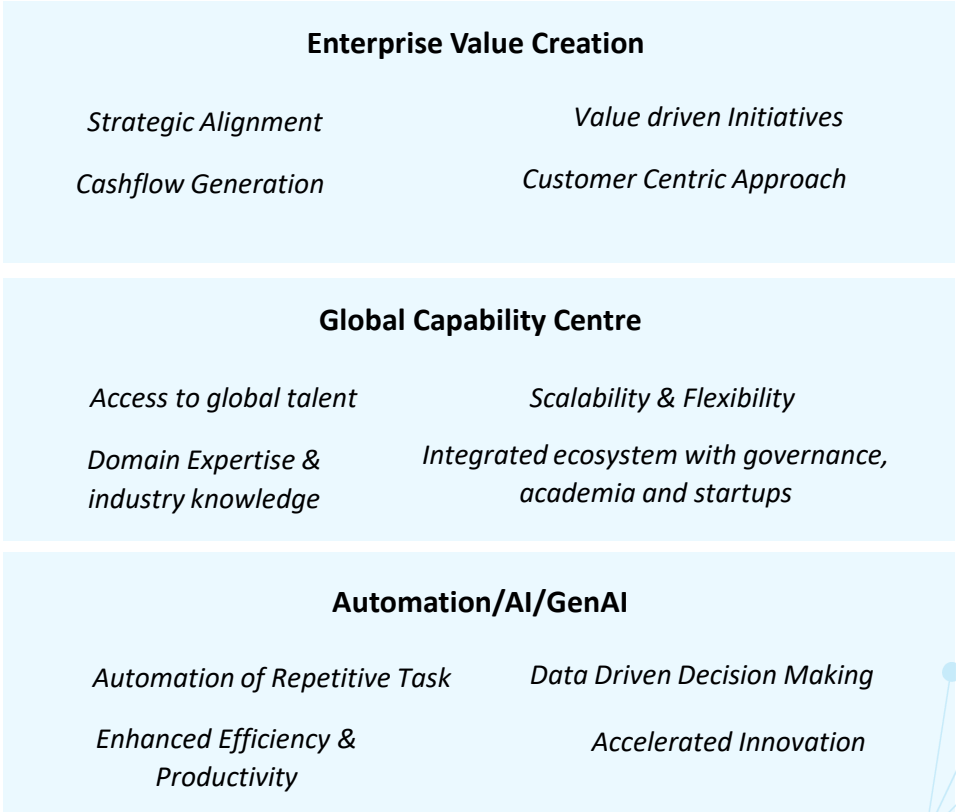 Enterprise Value Creation
Strategic Alignment
Value driven Initiatives
Cashflow Generation
Customer Centric Approach
Global Capability Centre
Access to global talent
Scalability & Flexibility
Domain Expertise &
industry knowledge
Integrated ecosystem with governance,
academia and startups
Automation/AI/GenAI
Automation of Repetitive Task
Data Driven Decision Making
Enhanced Efficiency &
Productivity
Accelerated Innovation